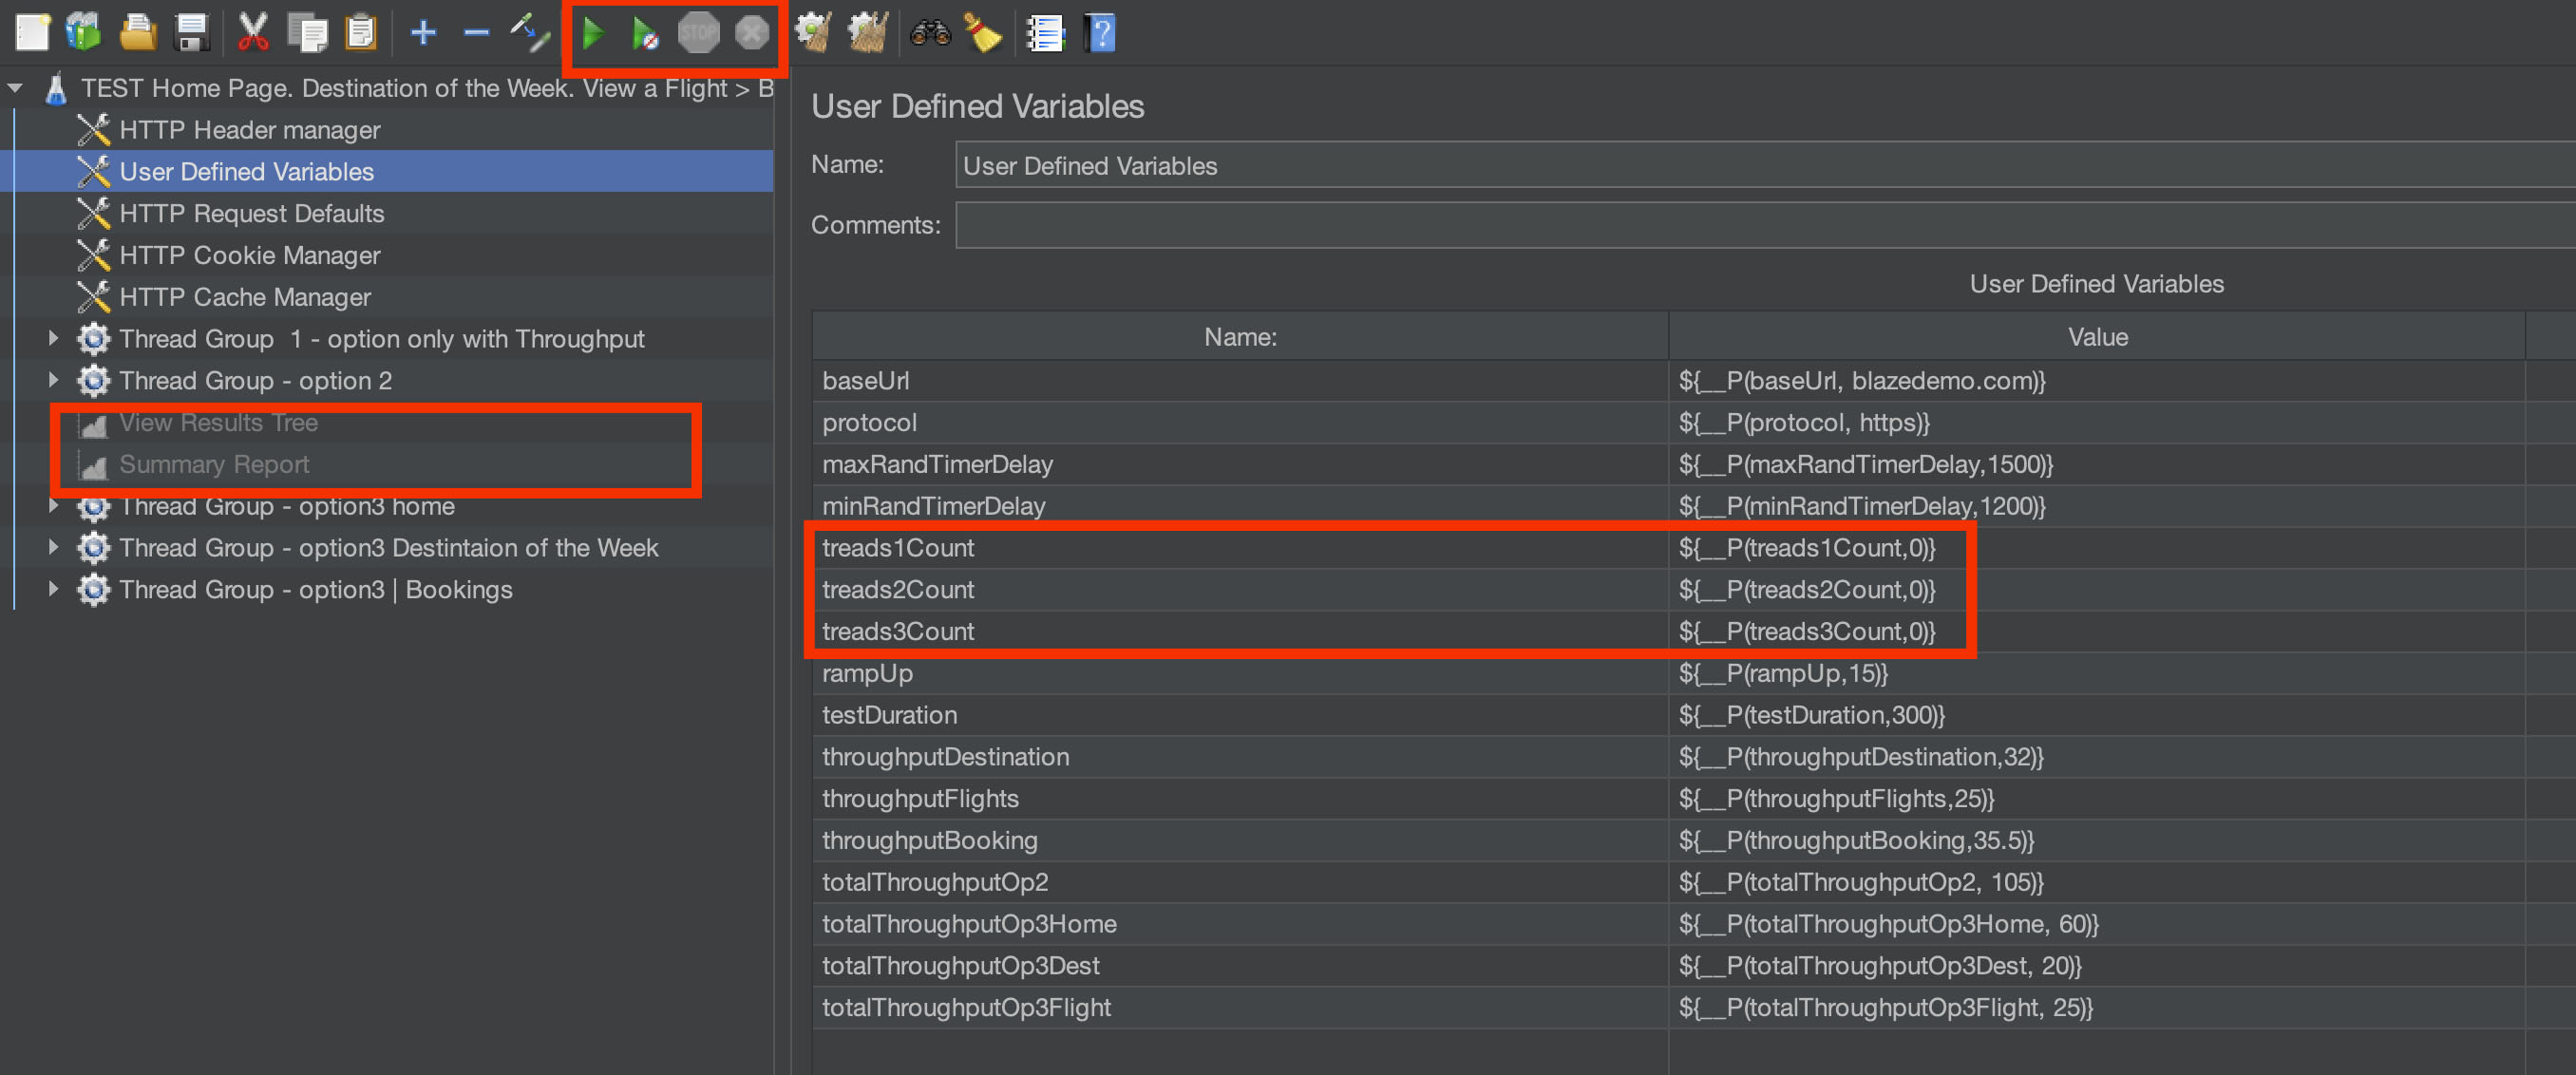 STOP
?
TEST Home Page. Destination of the Week. View a Flight > B
HTTP Header manager
User Defined Variables
HTTP Request Defaults
HTTP Cookie Manager
HTTP Cache Manager
Thread Group  1 - option only with Throughput
Thread Group - option 2
View Results Tree
Summary Report
Thread Group - option3 home
Thread Group - option3 Destintaion of the Week
Thread Group - option3 | Bookings
User Defined Variables
Name: User Defined Variables
Comments:
User Defined Variables
Name: Value
baseUrl ${__P(baseUrl, blazedemo.com)}
protocol ${__P(protocol, https)}
maxRandTimerDelay ${__P(maxRandTimerDelay,1500)}
minRandTimerDelay ${__P(minRandTimerDelay,1200)}
treads1Count ${__P(treads1Count,0)}
treads2Count ${__P(treads2Count,0)}
treads3Count ${__P(treads3Count,0)}
rampUp ${__P(rampUp,15)}
testDuration ${__P(testDuration,300)}
throughputDestination ${__P(throughputDestination,32)}
throughputFlights ${__P(throughputFlights,25)}
throughputBooking ${__P(throughputBooking,35.5)}
totalThroughputOp2 ${__P(totalThroughputOp2, 105)}
totalThroughputOp3Home ${__P(totalThroughputOp3Home, 60)}
totalThroughputOp3Dest ${__P(totalThroughputOp3Dest, 20)}
totalThroughputOp3Flight ${__P(totalThroughputOp3Flight, 25)}